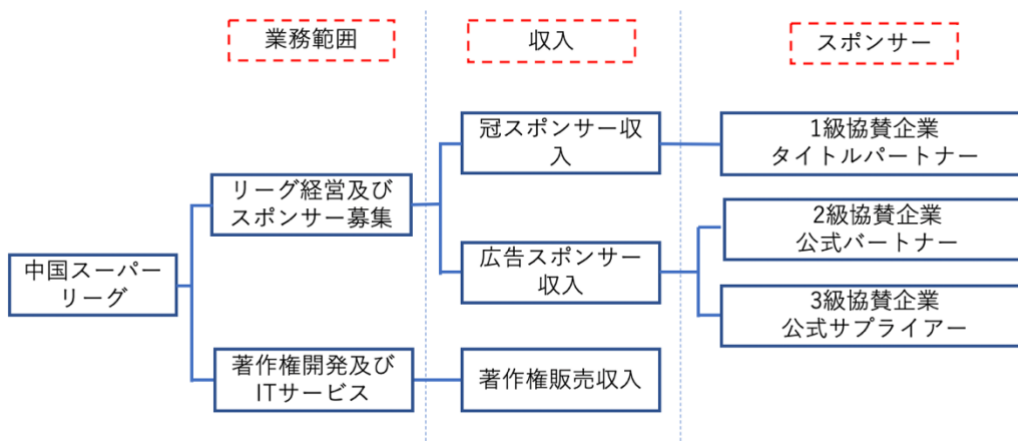 業務範囲
収入
スポンサー
冠スポンサー収
入
1級協賛企業
タイトルパートナー
リーグ経営及び
スポンサー募集
2級協賛企業
公式バートナー
中国スーパー
リーグ
広告スポンサー
収入
3級協賛企業
公式サプライアー
著作権開発及び
ITサービス
著作権販売収入